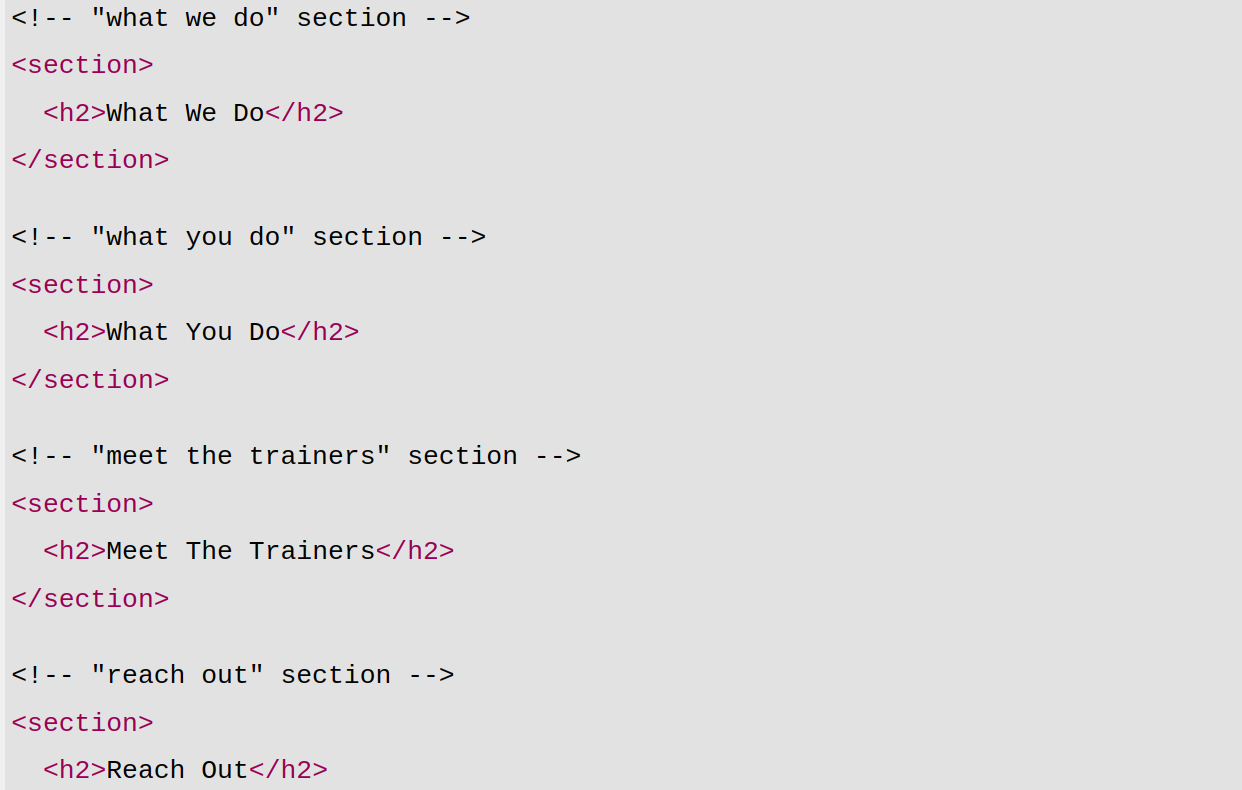 <!-- "what we do" section -->
<section>
  <h2>What We Do</h2>
</section>
<!-- "what you do" section -->
<section>
  <h2>What You Do</h2>
</section>
<!-- "meet the trainers" section -->
<section>
  <h2>Meet The Trainers</h2>
</section>
<!-- "reach out" section -->
<section>
  <h2>Reach Out</h2>